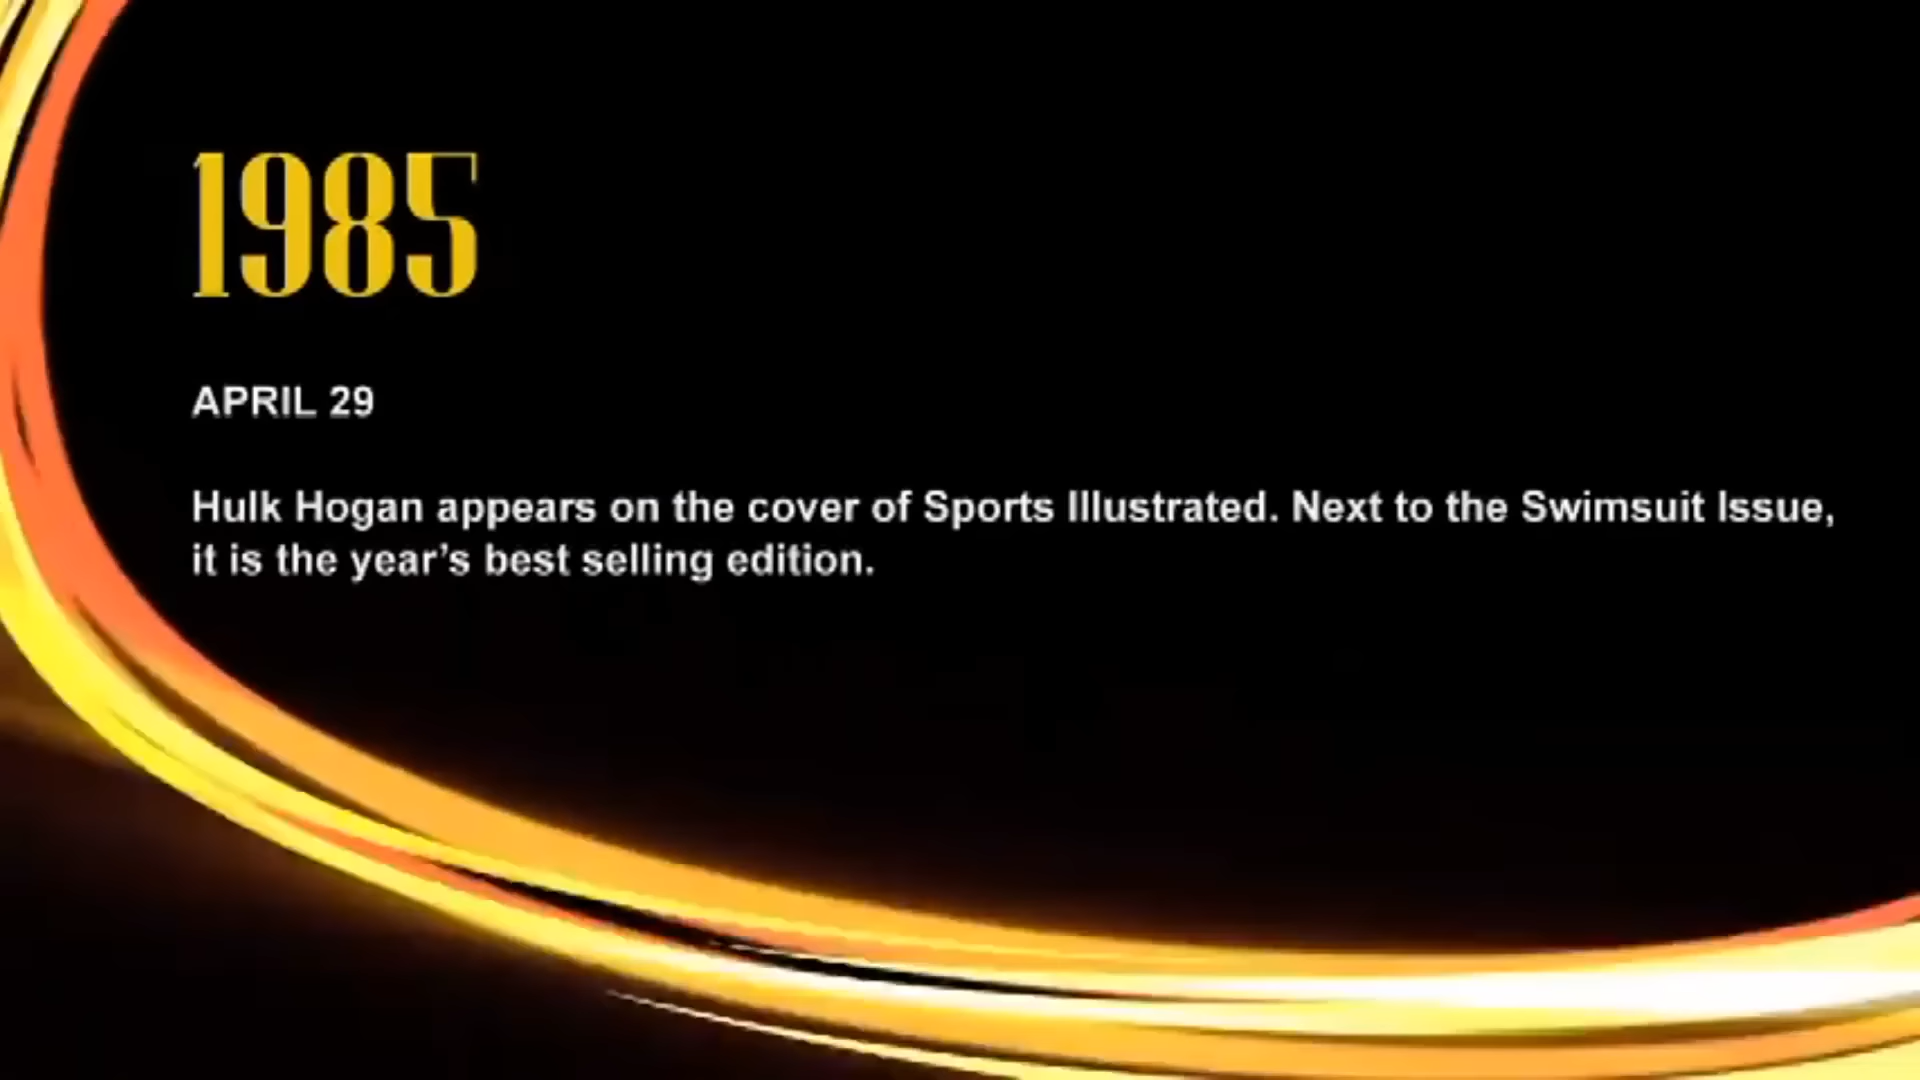 1985
APRIL 29
Hulk Hogan appears on the cover of Sports Illustrated. Next to the Swimsuit Issue,
it is the year’s best selling edition.